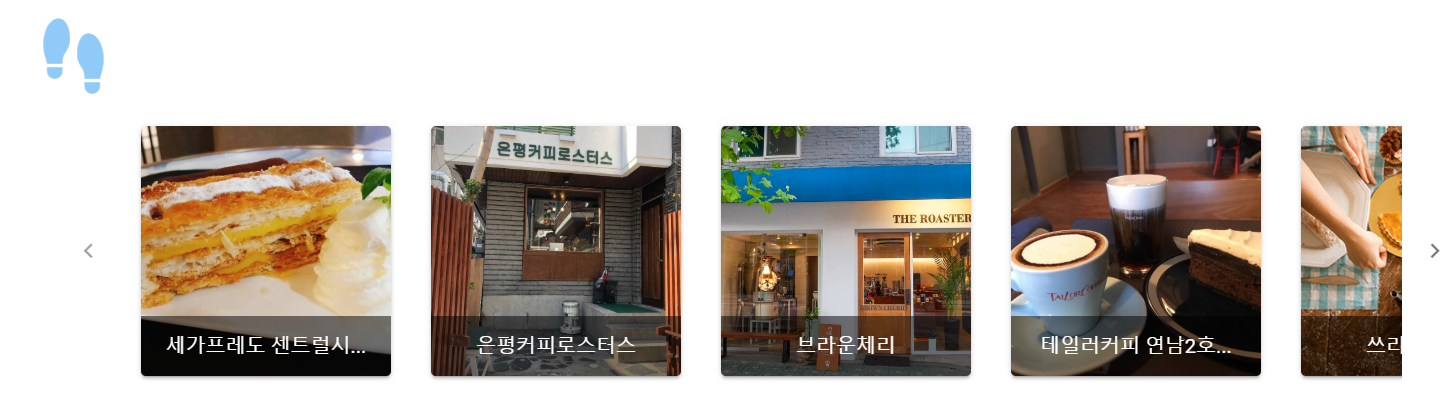 은평커피로스터스
THE ROASTER
BROWN CHERRY
TAILOR COFFEE
세가프레도 센트럴시...
은평커피로스터스
브라운체리
테일러커피 연남2호...
쓰리